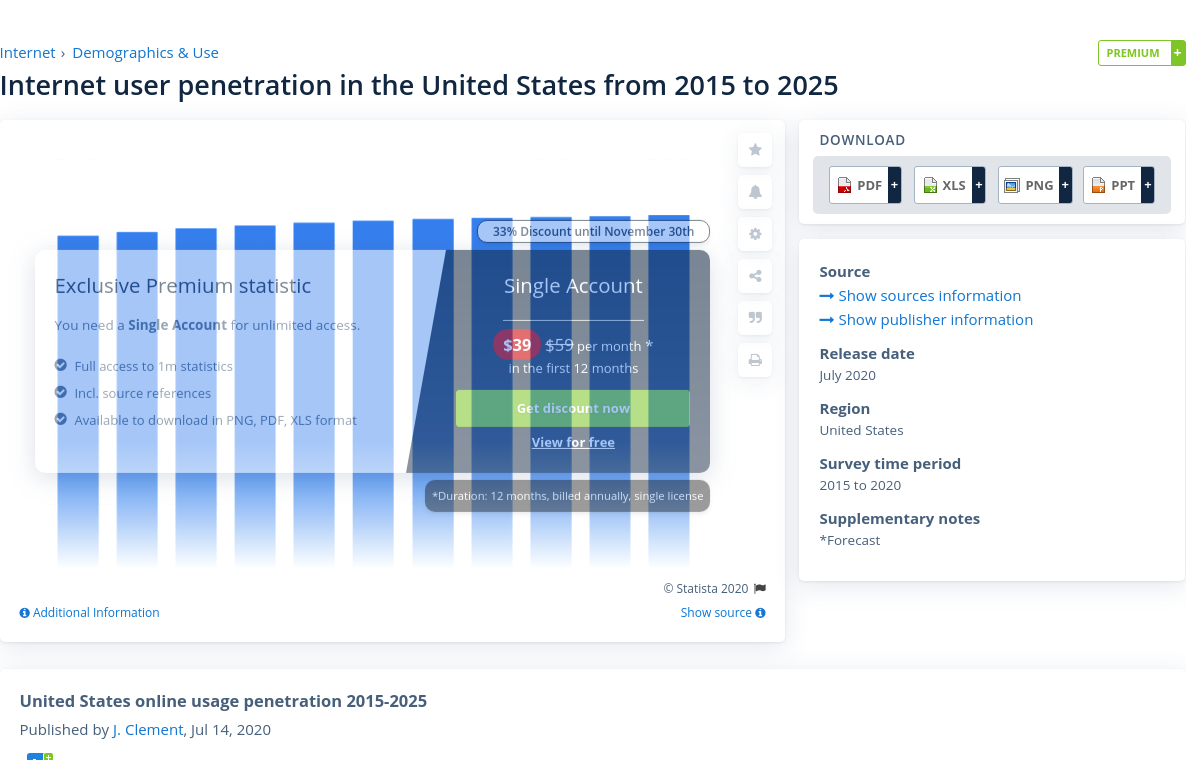 Internet › Demographics & Use
PREMIUM +
Internet user penetration in the United States from 2015 to 2025
33% Discount until November 30th
Exclusive Premium statistic
You need a Single Account for unlimited access.
Full access to 1m statistics
Incl. source references
Available to download in PNG, PDF, XLS format
Single Account
$39 $59 per month *
in the first 12 months
Get discount now
View for free
*Duration: 12 months, billed annually, single license
© Statista 2020
Additional Information
Show source
DOWNLOAD
PDF + XLS + PNG + PPT +
Source
Show sources information
Show publisher information
Release date
July 2020
Region
United States
Survey time period
2015 to 2020
Supplementary notes
*Forecast
United States online usage penetration 2015-2025
Published by J. Clement, Jul 14, 2020